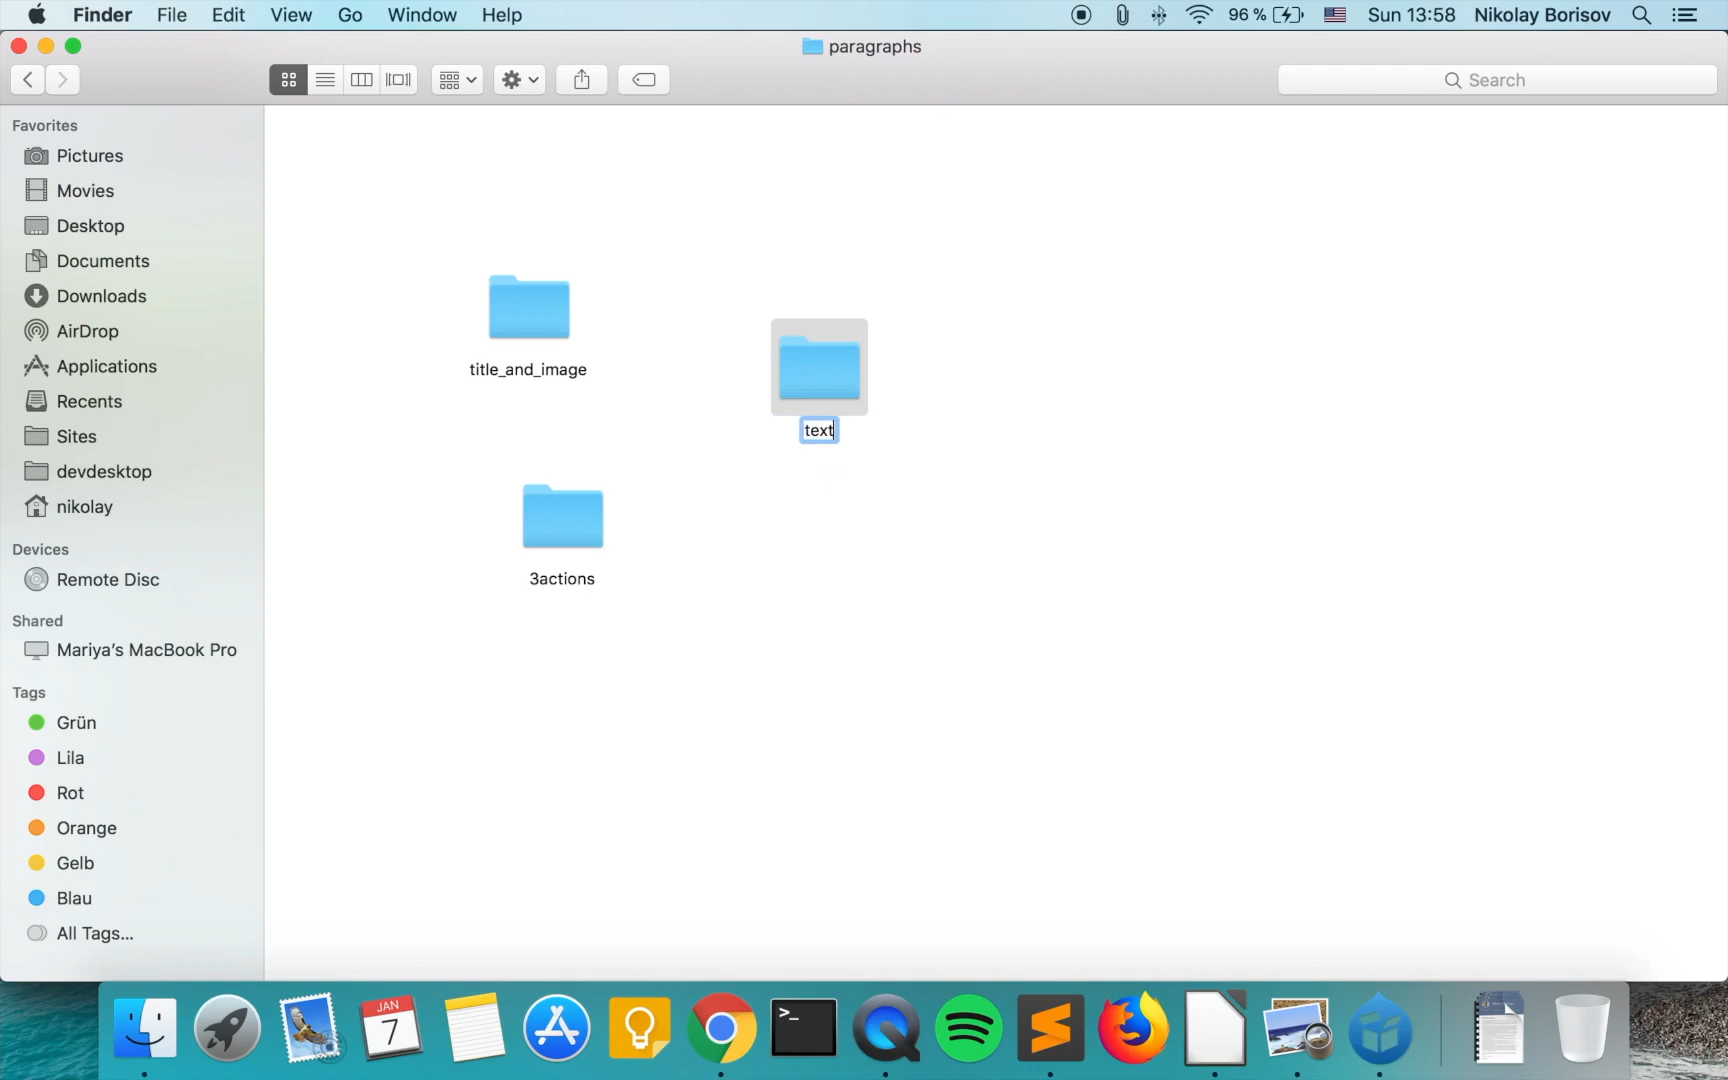 Finder File Edit View Go Window Help 96 % Sun 13:58 Nikolay Borisov
paragraphs
Search
Favorites
Pictures
Movies
Desktop
Documents
Downloads
AirDrop
Applications
Recents
Sites
devdesktop
nikolay
Devices
Remote Disc
Shared
Mariya’s MacBook Pro
Tags
Grün
Lila
Rot
Orange
Gelb
Blau
All Tags...
title_and_image
text
3actions
JAN
7
>_